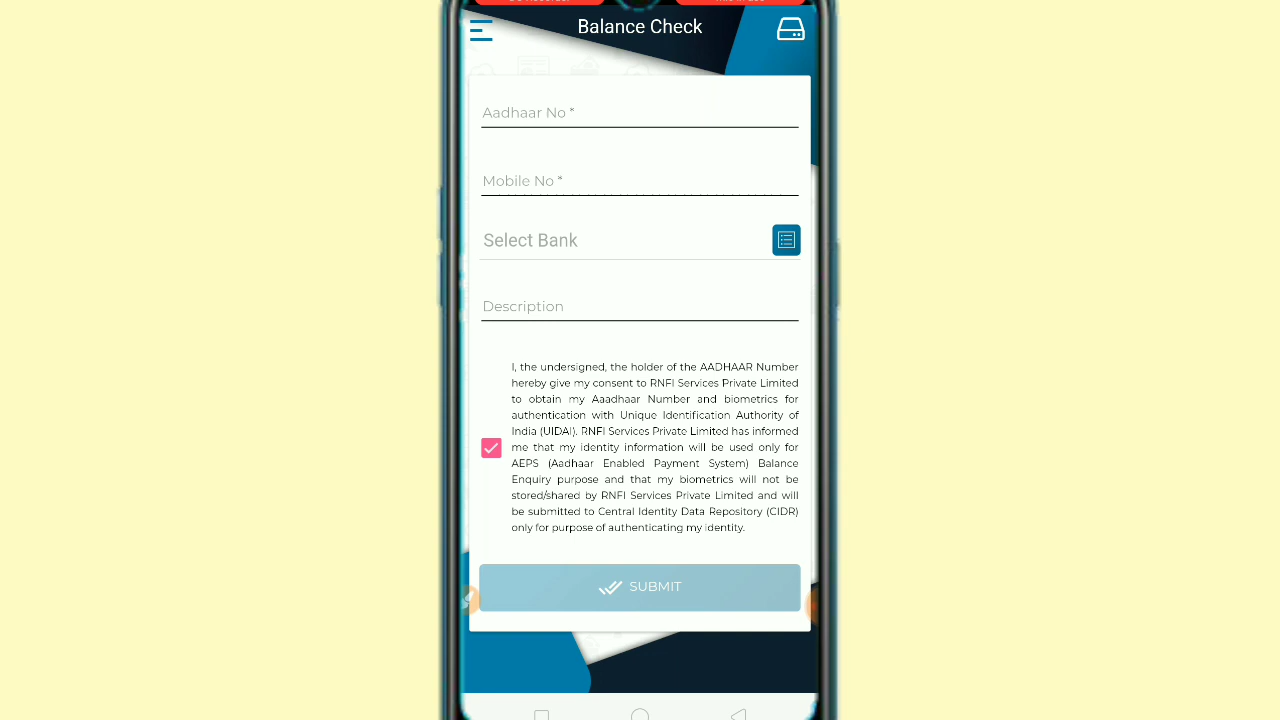 Balance Check
Aadhaar No *
Mobile No *
Select Bank
Description
I, the undersigned, the holder of the AADHAAR Number
hereby give my consent to RNFI Services Private Limited
to obtain my Aaadhaar Number and biometrics for
authentication with Unique Identification Authority of
India (UIDAI). RNFI Services Private Limited has informed
me that my identity information will be used only for
AEPS (Aadhaar Enabled Payment System) Balance
Enquiry purpose and that my biometrics will not be
stored/shared by RNFI Services Private Limited and will
be submitted to Central Identity Data Repository (CIDR)
only for purpose of authenticating my identity.
SUBMIT